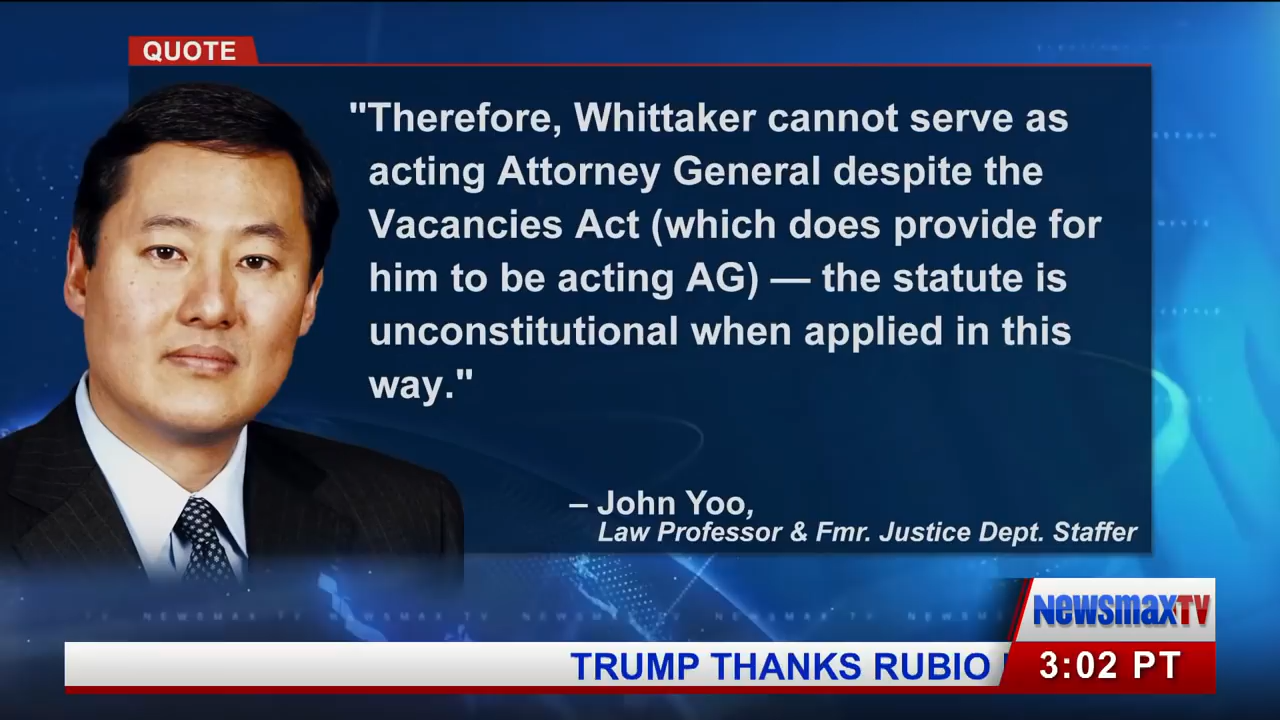 QUOTE
"Therefore, Whittaker cannot serve as
acting Attorney General despite the
Vacancies Act (which does provide for
him to be acting AG) — the statute is
unconstitutional when applied in this
way."
– John Yoo,
Law Professor & Fmr. Justice Dept. Staffer
NEWSMAX TV
NEWSMAXTV
TRUMP THANKS RUBIO
3:02 PT